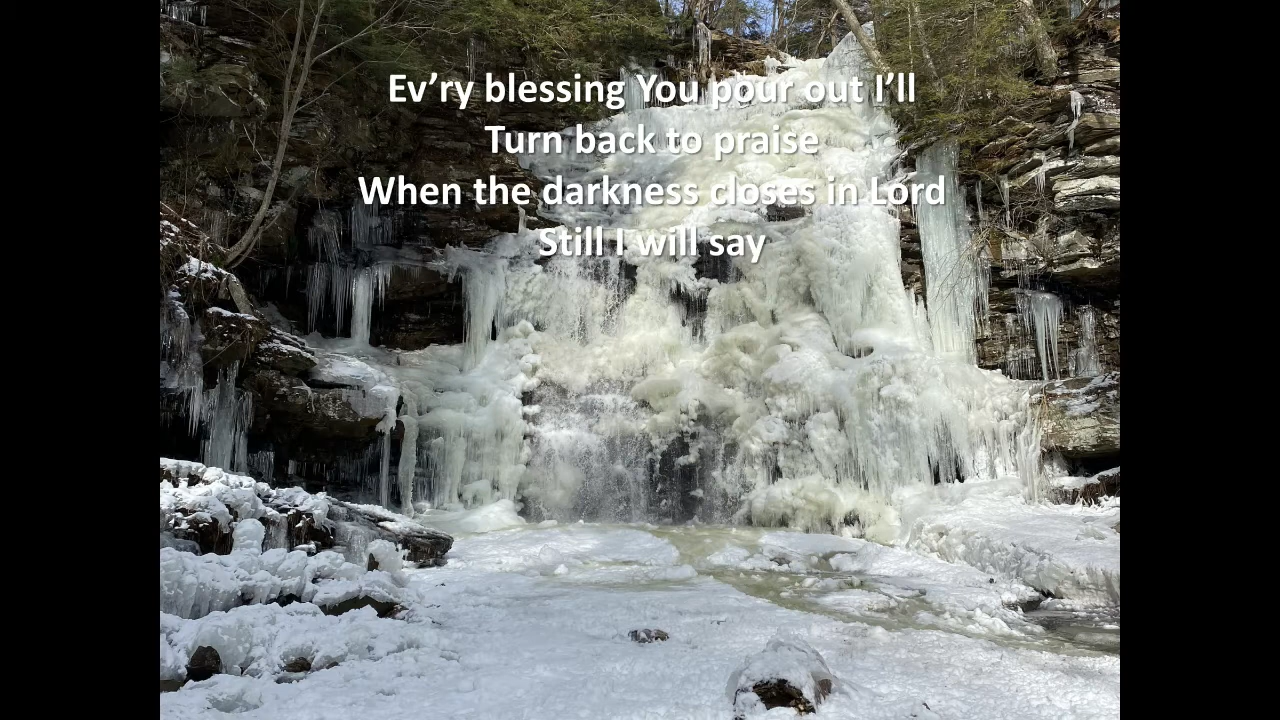 Ev’ry blessing You pour out I’ll
Turn back to praise
When the darkness closes in Lord
Still I will say